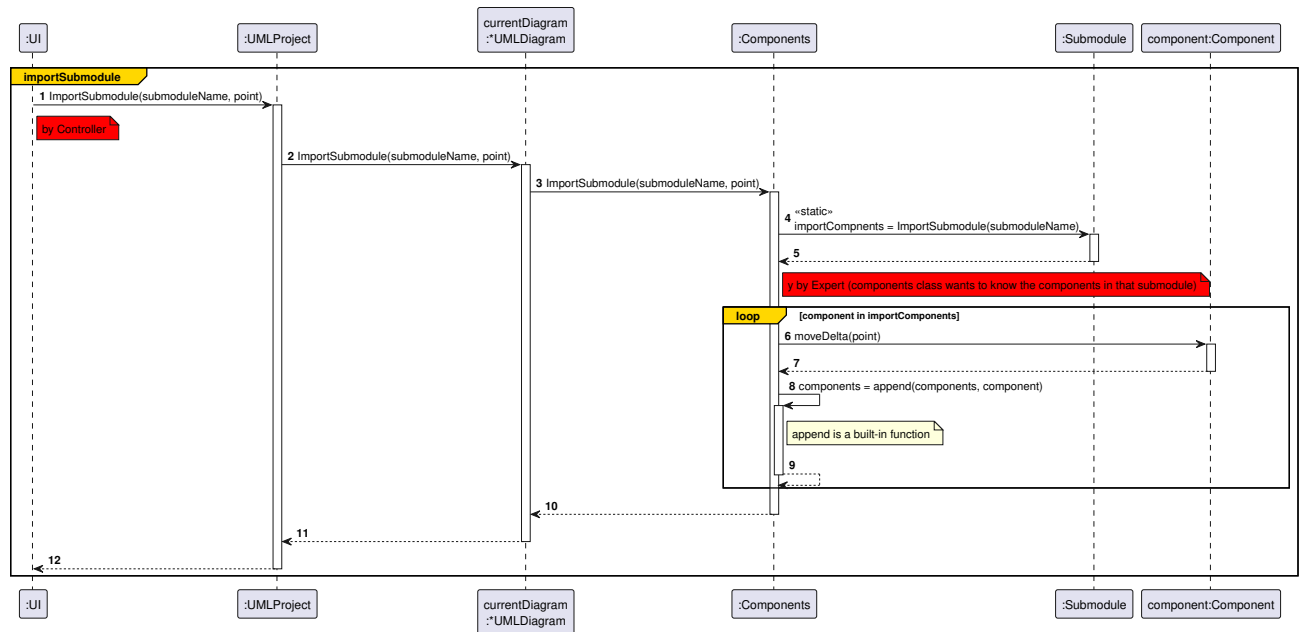 currentDiagram
:UI
:UMLProject
:*UMLDiagram
:Components
:Submodule
component:Component
importSubmodule
1 ImportSubmodule(submoduleName, point)
by Controller
2 ImportSubmodule(submoduleName, point)
3 ImportSubmodule(submoduleName, point)
«static»
4 importCompnents = ImportSubmodule(submoduleName)
5
y by Expert (components class wants to know the components in that submodule)
loop
[component in importComponents]
6 moveDelta(point)
7
8 components = append(components, component)
append is a built-in function
9
10
11
12
:UI
:UMLProject
currentDiagram
:*UMLDiagram
:Components
:Submodule
component:Component